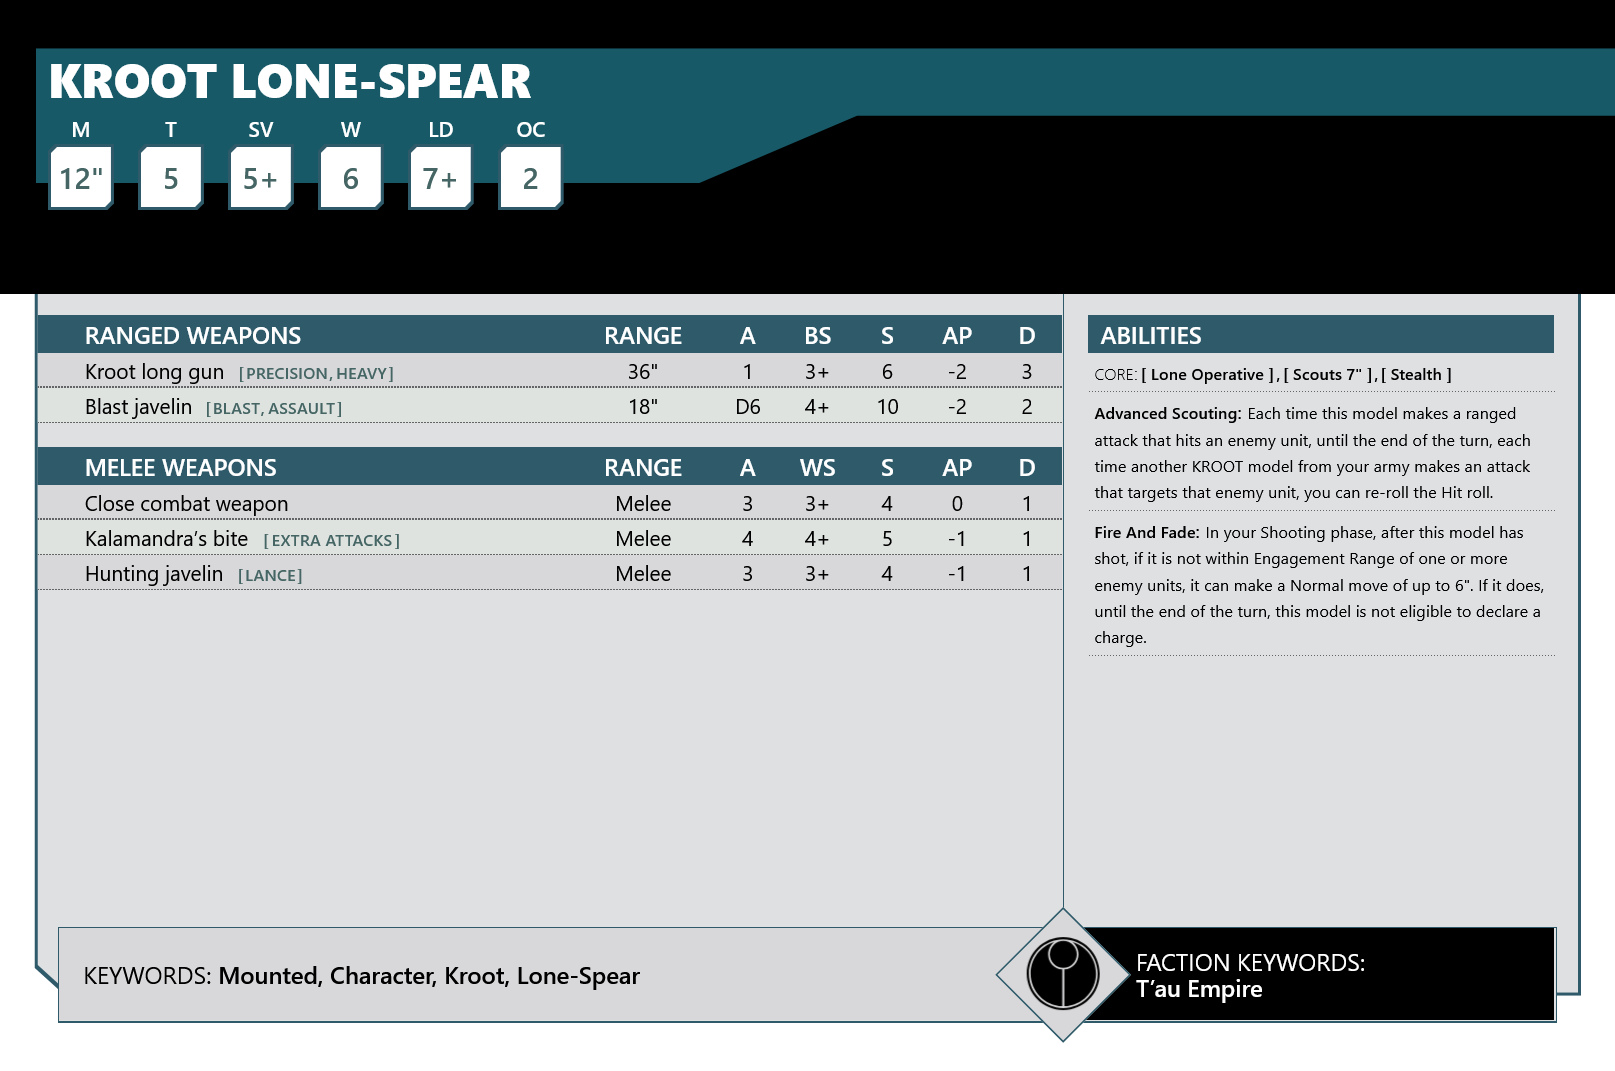 KROOT LONE-SPEAR
M T SV W LD OC
12" 5 5+ 6 7+ 2
RANGED WEAPONS RANGE A BS S AP D
Kroot long gun [PRECISION, HEAVY] 36" 1 3+ 6 -2 3
Blast javelin [BLAST, ASSAULT] 18" D6 4+ 10 -2 2
MELEE WEAPONS RANGE A WS S AP D
Close combat weapon Melee 3 3+ 4 0 1
Kalamandra’s bite [EXTRA ATTACKS] Melee 4 4+ 5 -1 1
Hunting javelin [LANCE] Melee 3 3+ 4 -1 1
ABILITIES
CORE: [ Lone Operative ] , [ Scouts 7" ] , [ Stealth ]
Advanced Scouting: Each time this model makes a ranged
attack that hits an enemy unit, until the end of the turn, each
time another KROOT model from your army makes an attack
that targets that enemy unit, you can re-roll the Hit roll.
Fire And Fade: In your Shooting phase, after this model has
shot, if it is not within Engagement Range of one or more
enemy units, it can make a Normal move of up to 6". If it does,
until the end of the turn, this model is not eligible to declare a
charge.
KEYWORDS: Mounted, Character, Kroot, Lone-Spear
FACTION KEYWORDS:
T’au Empire